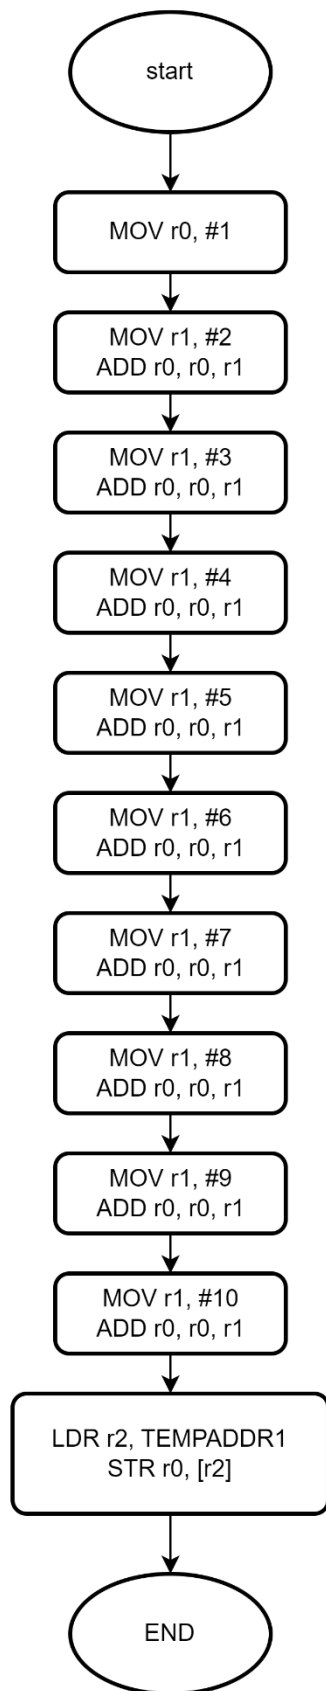 start
MOV r0, #1
MOV r1, #2
ADD r0, r0, r1
MOV r1, #3
ADD r0, r0, r1
MOV r1, #4
ADD r0, r0, r1
MOV r1, #5
ADD r0, r0, r1
MOV r1, #6
ADD r0, r0, r1
MOV r1, #7
ADD r0, r0, r1
MOV r1, #8
ADD r0, r0, r1
MOV r1, #9
ADD r0, r0, r1
MOV r1, #10
ADD r0, r0, r1
LDR r2, TEMPADDR1
STR r0, [r2]
END